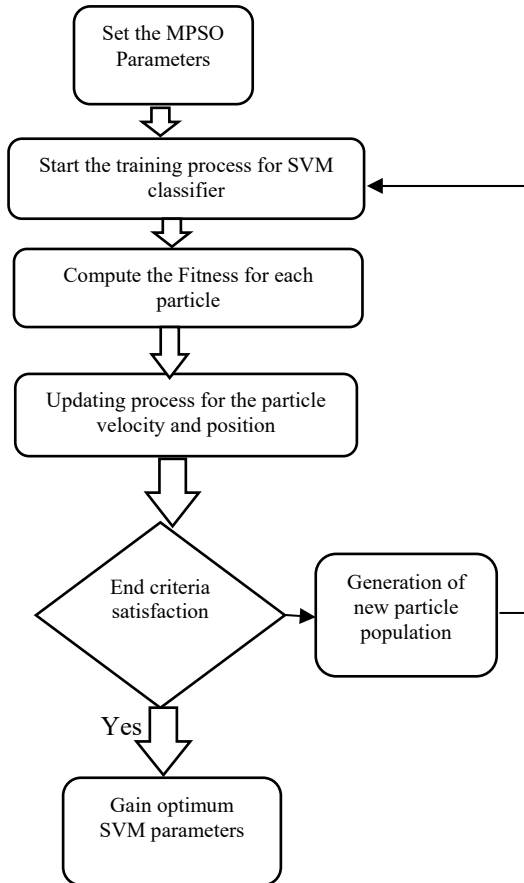 Set the MPSO
Parameters
Start the training process for SVM
classifier
Compute the Fitness for each
particle
Updating process for the particle
velocity and position
End criteria
satisfaction
Generation of
new particle
population
Yes
Gain optimum
SVM parameters